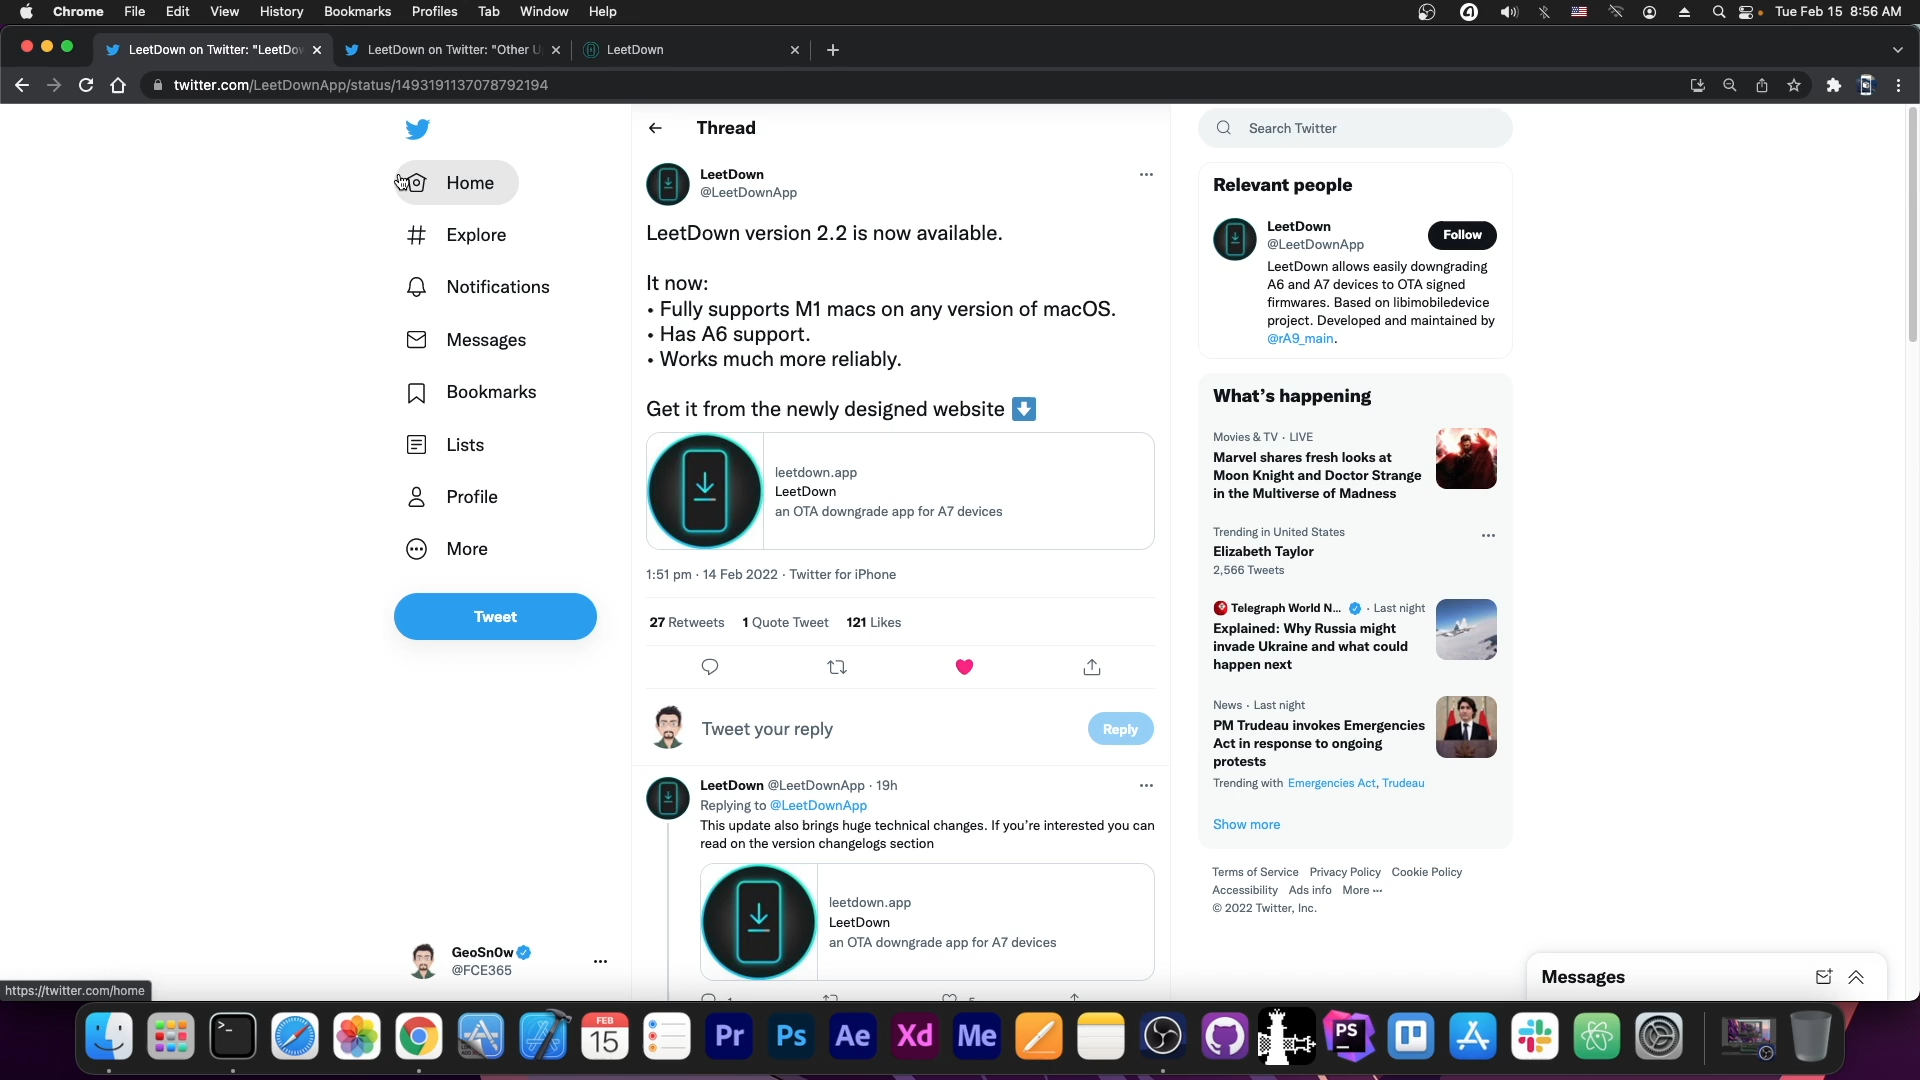 Chrome File Edit View History Bookmarks Profiles Tab Window Help
Tue Feb 15 8:56 AM
LeetDown on Twitter: "LeetDov
LeetDown on Twitter: "Other U
LeetDown
twitter.com/LeetDownApp/status/1493191137078792194
Home
Explore
Notifications
Messages
Bookmarks
Lists
Profile
More
Tweet
GeoSn0w
@FCE365
https://twitter.com/home
Thread
LeetDown
@LeetDownApp
LeetDown version 2.2 is now available.
It now:
• Fully supports M1 macs on any version of macOS.
• Has A6 support.
• Works much more reliably.
Get it from the newly designed website ⬇️
leetdown.app
LeetDown
an OTA downgrade app for A7 devices
1:51 pm · 14 Feb 2022 · Twitter for iPhone
27 Retweets 1 Quote Tweet 121 Likes
Tweet your reply
Reply
LeetDown @LeetDownApp · 19h
Replying to @LeetDownApp
This update also brings huge technical changes. If you're interested you can
read on the version changelogs section
leetdown.app
LeetDown
an OTA downgrade app for A7 devices
Search Twitter
Relevant people
LeetDown
@LeetDownApp
Follow
LeetDown allows easily downgrading
A6 and A7 devices to OTA signed
firmwares. Based on libimobiledevice
project. Developed and maintained by
@rA9_main.
What's happening
Movies & TV · LIVE
Marvel shares fresh looks at
Moon Knight and Doctor Strange
in the Multiverse of Madness
Trending in United States
Elizabeth Taylor
2,566 Tweets
Telegraph World N... · Last night
Explained: Why Russia might
invade Ukraine and what could
happen next
News · Last night
PM Trudeau invokes Emergencies
Act in response to ongoing
protests
Trending with Emergencies Act, Trudeau
Show more
Terms of Service Privacy Policy Cookie Policy
Accessibility Ads info More ···
© 2022 Twitter, Inc.
Messages
FEB
15
Pr Ps Ae Xd Me
PS